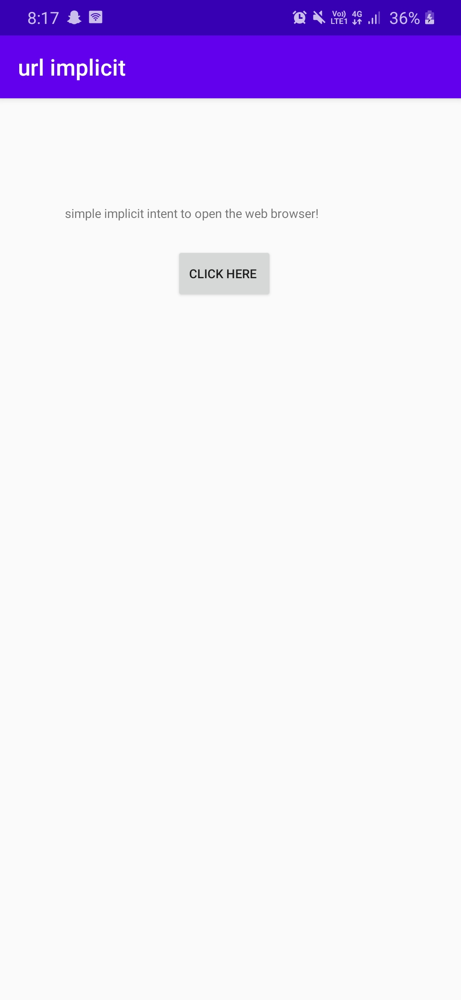 8:17 Vo)) LTE1 4G 36%
url implicit
simple implicit intent to open the web browser!
CLICK HERE